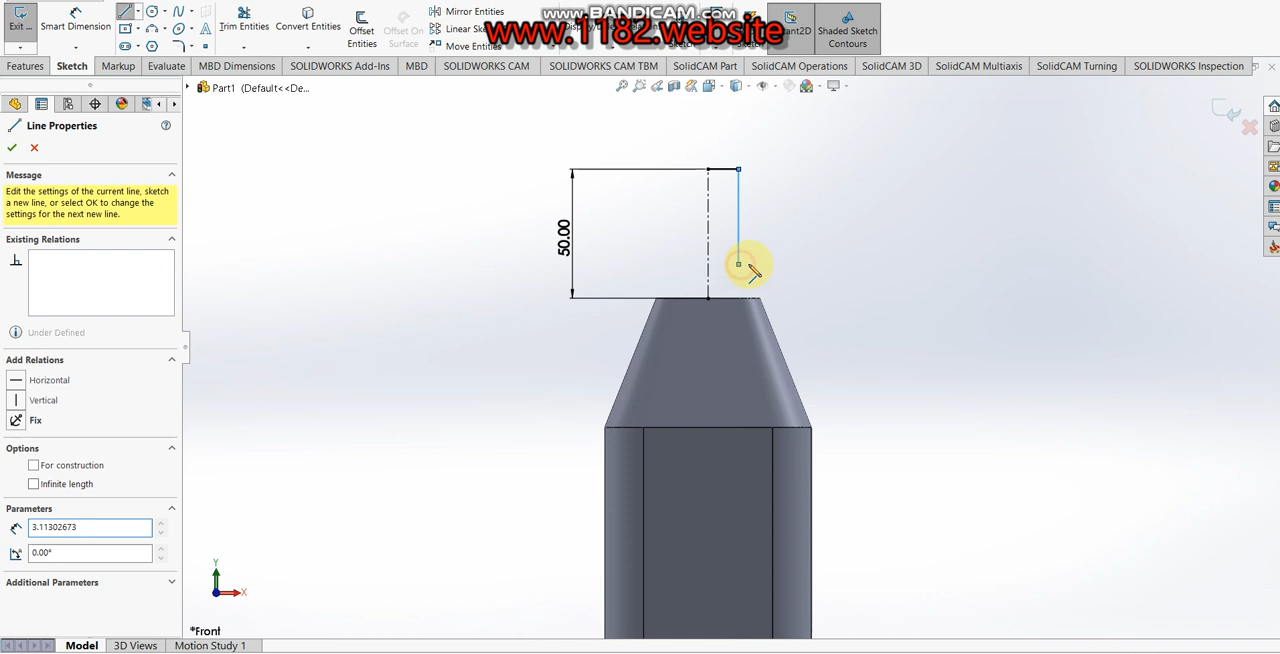 www.BANDICAM.com
www.1182.website
Exit ...
Smart Dimension
Trim Entities
Convert Entities
Offset
Entities
Offset On
Surface
Mirror Entities
Linear Ske
Move Entities
Instant2D
Shaded Sketch
Contours
Features
Sketch
Markup
Evaluate
MBD Dimensions
SOLIDWORKS Add-Ins
MBD
SOLIDWORKS CAM
SOLIDWORKS CAM TBM
SolidCAM Part
SolidCAM Operations
SolidCAM 3D
SolidCAM Multiaxis
SolidCAM Turning
SOLIDWORKS Inspection
Part1 (Default<<De...
Line Properties
Message
Edit the settings of the current line, sketch
a new line, or select OK to change the
settings for the next new line.
Existing Relations
Under Defined
Add Relations
Horizontal
Vertical
Fix
Options
For construction
Infinite length
Parameters
3.11302673
0.00°
Additional Parameters
50.00
Y
X
*Front
Model
3D Views
Motion Study 1